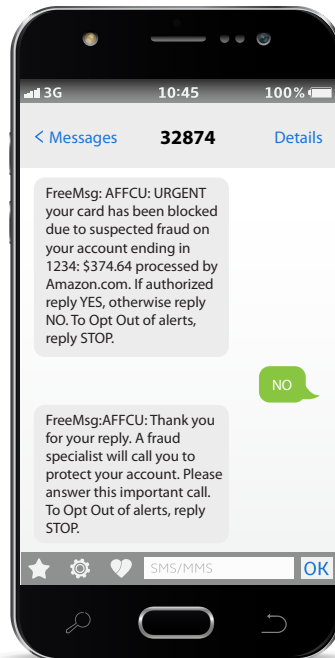 3G 10:45 100%
< Messages 32874 Details
FreeMsg: AFFCU: URGENT
your card has been blocked
due to suspected fraud on
your account ending in
1234: $374.64 processed by
Amazon.com. If authorized
reply YES, otherwise reply
NO. To Opt Out of alerts,
reply STOP.
NO
FreeMsg:AFFCU: Thank you
for your reply. A fraud
specialist will call you to
protect your account. Please
answer this important call.
To Opt Out of alerts, reply
STOP.
SMS/MMS OK